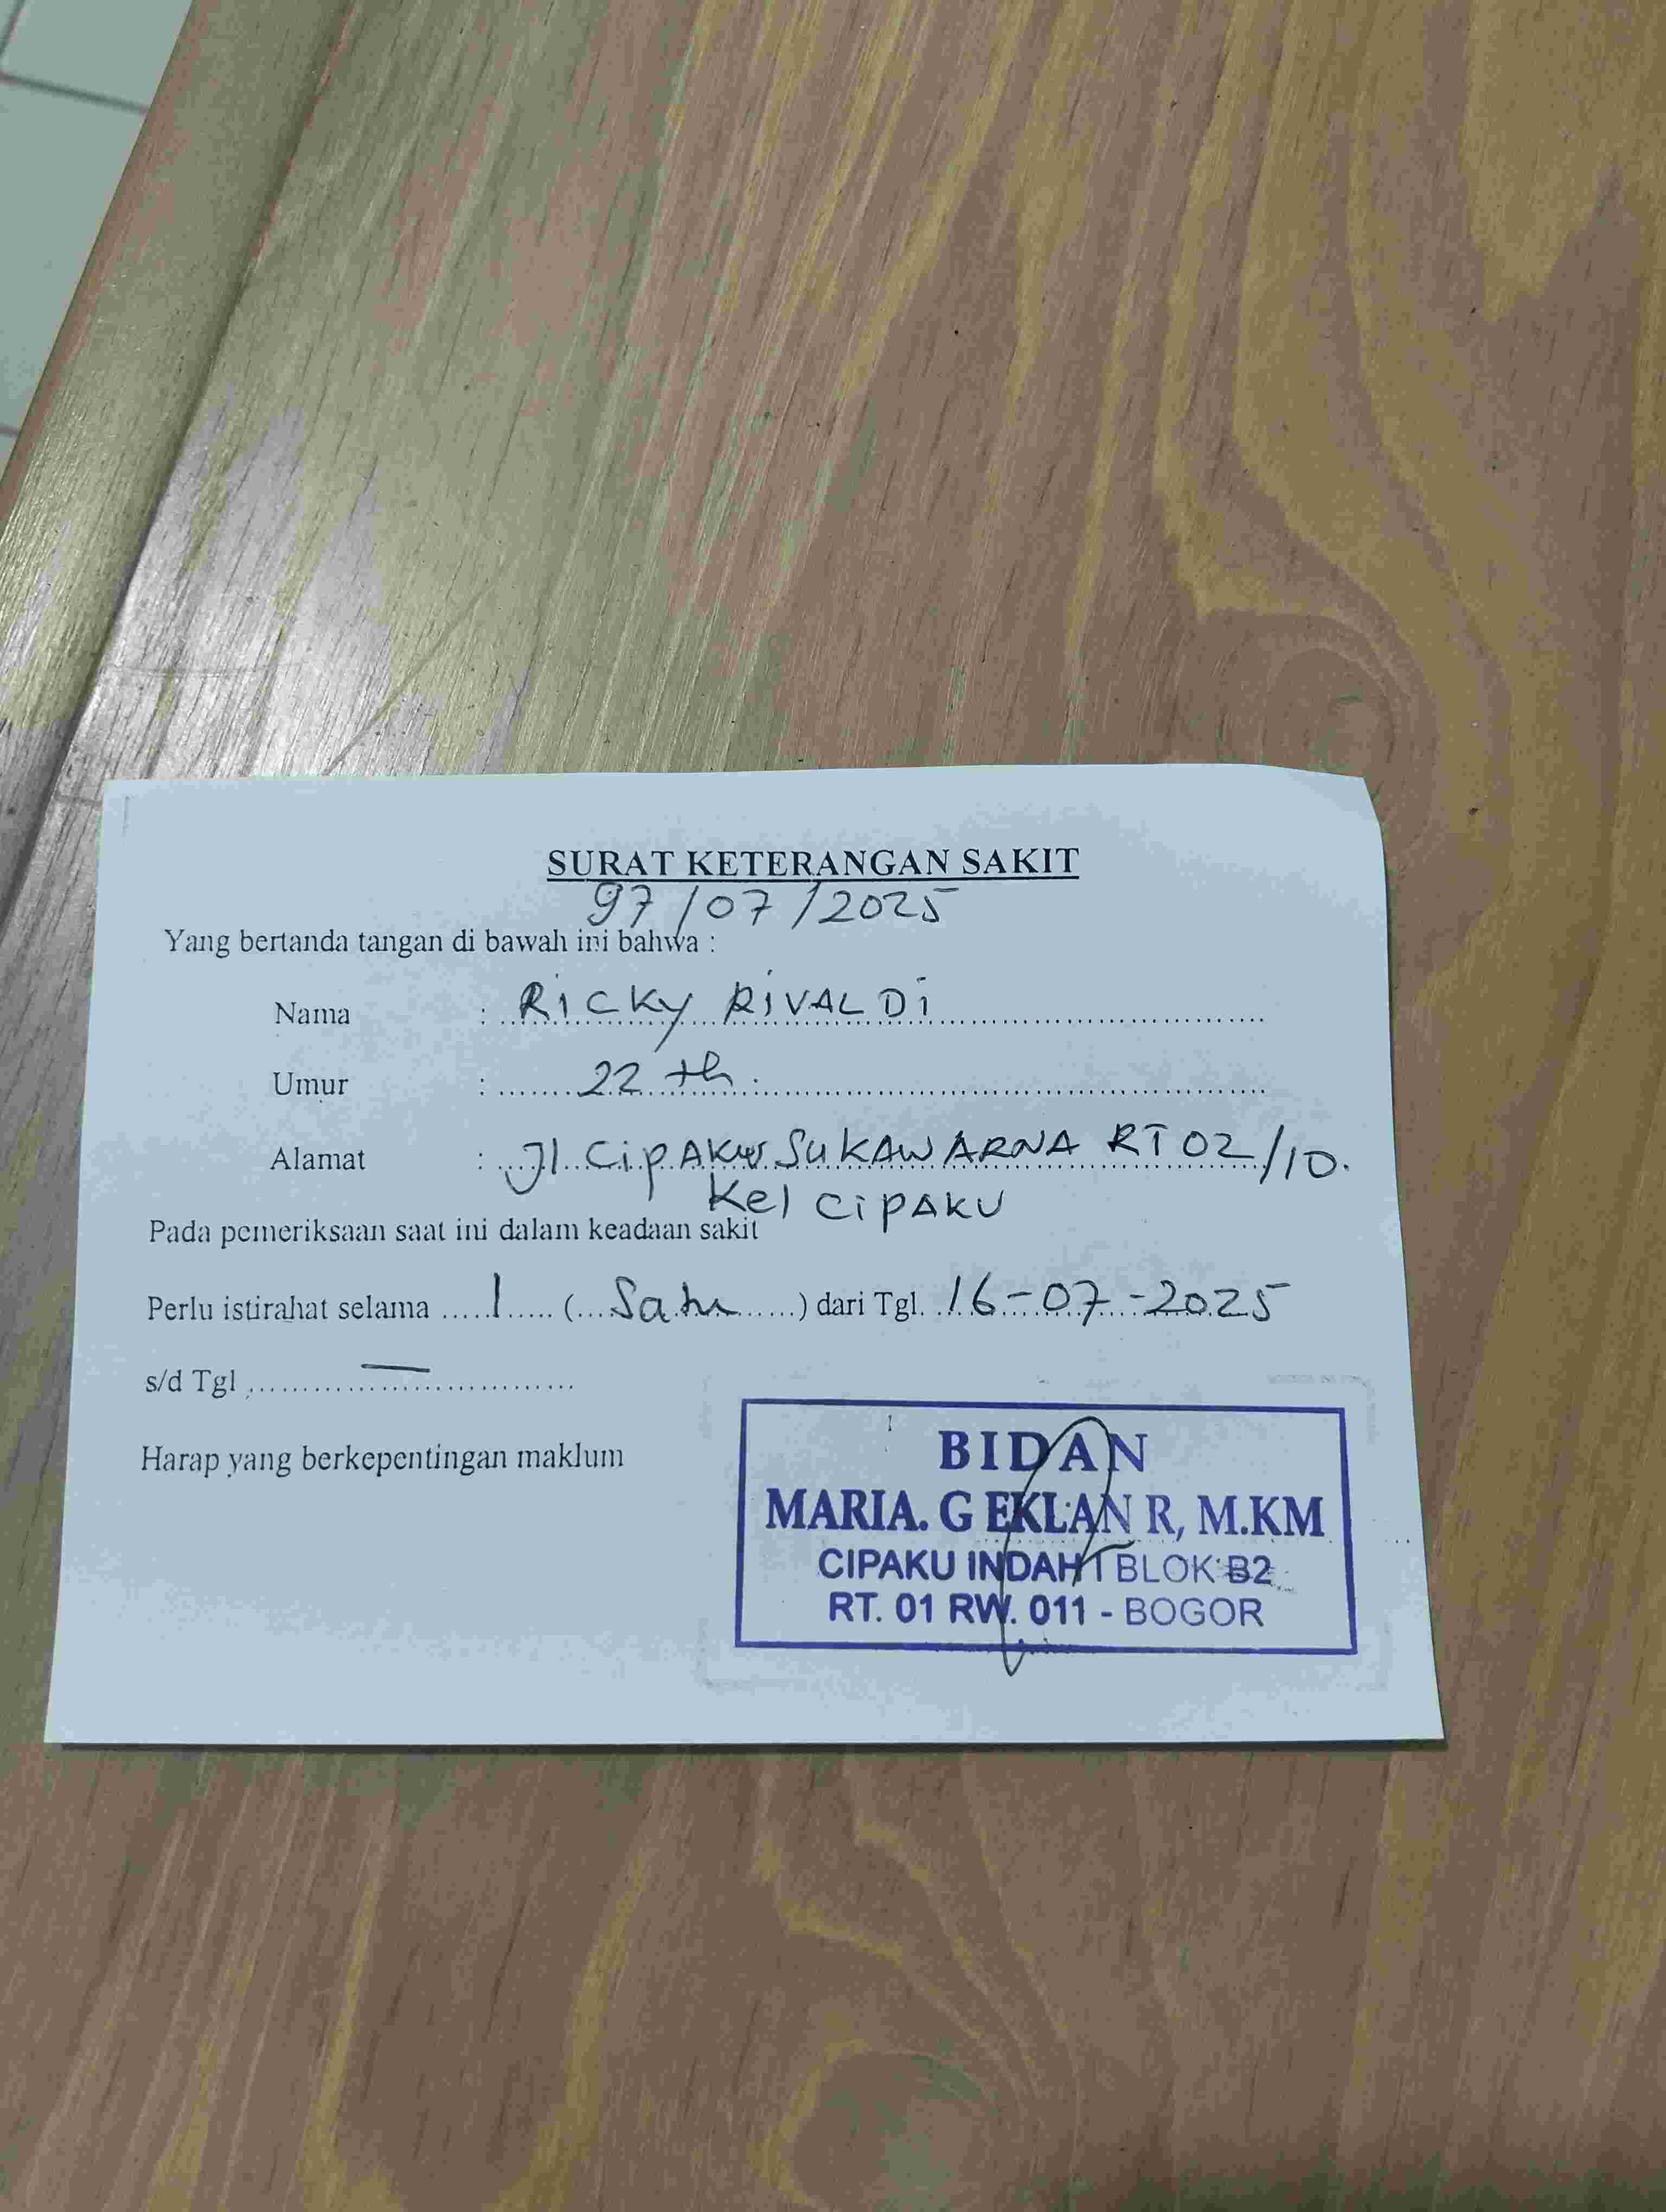 SURAT KETERANGAN SAKIT
97/07/2025
Yang bertanda tangan di bawah ini bahwa :
Nama : RICKY RIVALDI
Umur : 22 th.
Alamat : Jl. CipAKu SuKAWARNA RT 02/10.
Kel CiPAKU
Pada pemeriksaan saat ini dalam keadaan sakit
Perlu istirahat selama 1 (Satu) dari Tgl. 16-07-2025
s/d Tgl —
Harap yang berkepentingan maklum
BIDAN
MARIA. G EKLAN R, M.KM
CIPAKU INDAH 1 BLOK B2
RT. 01 RW. 011 - BOGOR